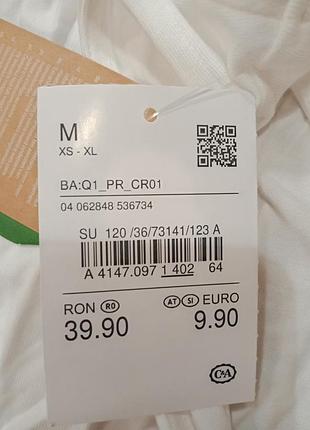 M
XS - XL
BA:Q1_PR_CR01
04 062848 536734
SU 120 /36/73141/123 A
A 4147.097 1 402 64
RON RO AT SI EURO
39.90 9.90
C&A